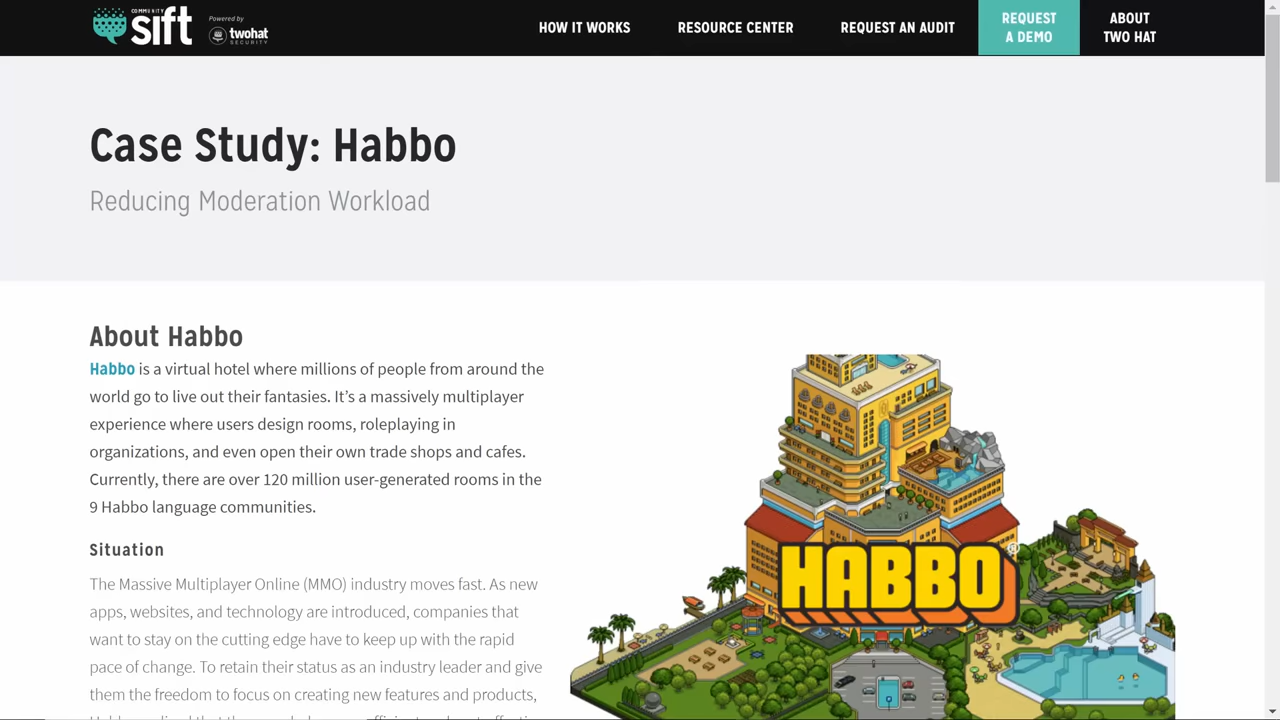 COMMUNITY
sift
Powered by
twohat
SECURITY
HOW IT WORKS
RESOURCE CENTER
REQUEST AN AUDIT
REQUEST
A DEMO
ABOUT
TWO HAT
Case Study: Habbo
Reducing Moderation Workload
About Habbo
Habbo is a virtual hotel where millions of people from around the
world go to live out their fantasies. It’s a massively multiplayer
experience where users design rooms, roleplaying in
organizations, and even open their own trade shops and cafes.
Currently, there are over 120 million user-generated rooms in the
9 Habbo language communities.
Situation
The Massive Multiplayer Online (MMO) industry moves fast. As new
apps, websites, and technology are introduced, companies that
want to stay on the cutting edge have to keep up with the rapid
pace of change. To retain their status as an industry leader and give
them the freedom focus on creating new features and products,
HABBO